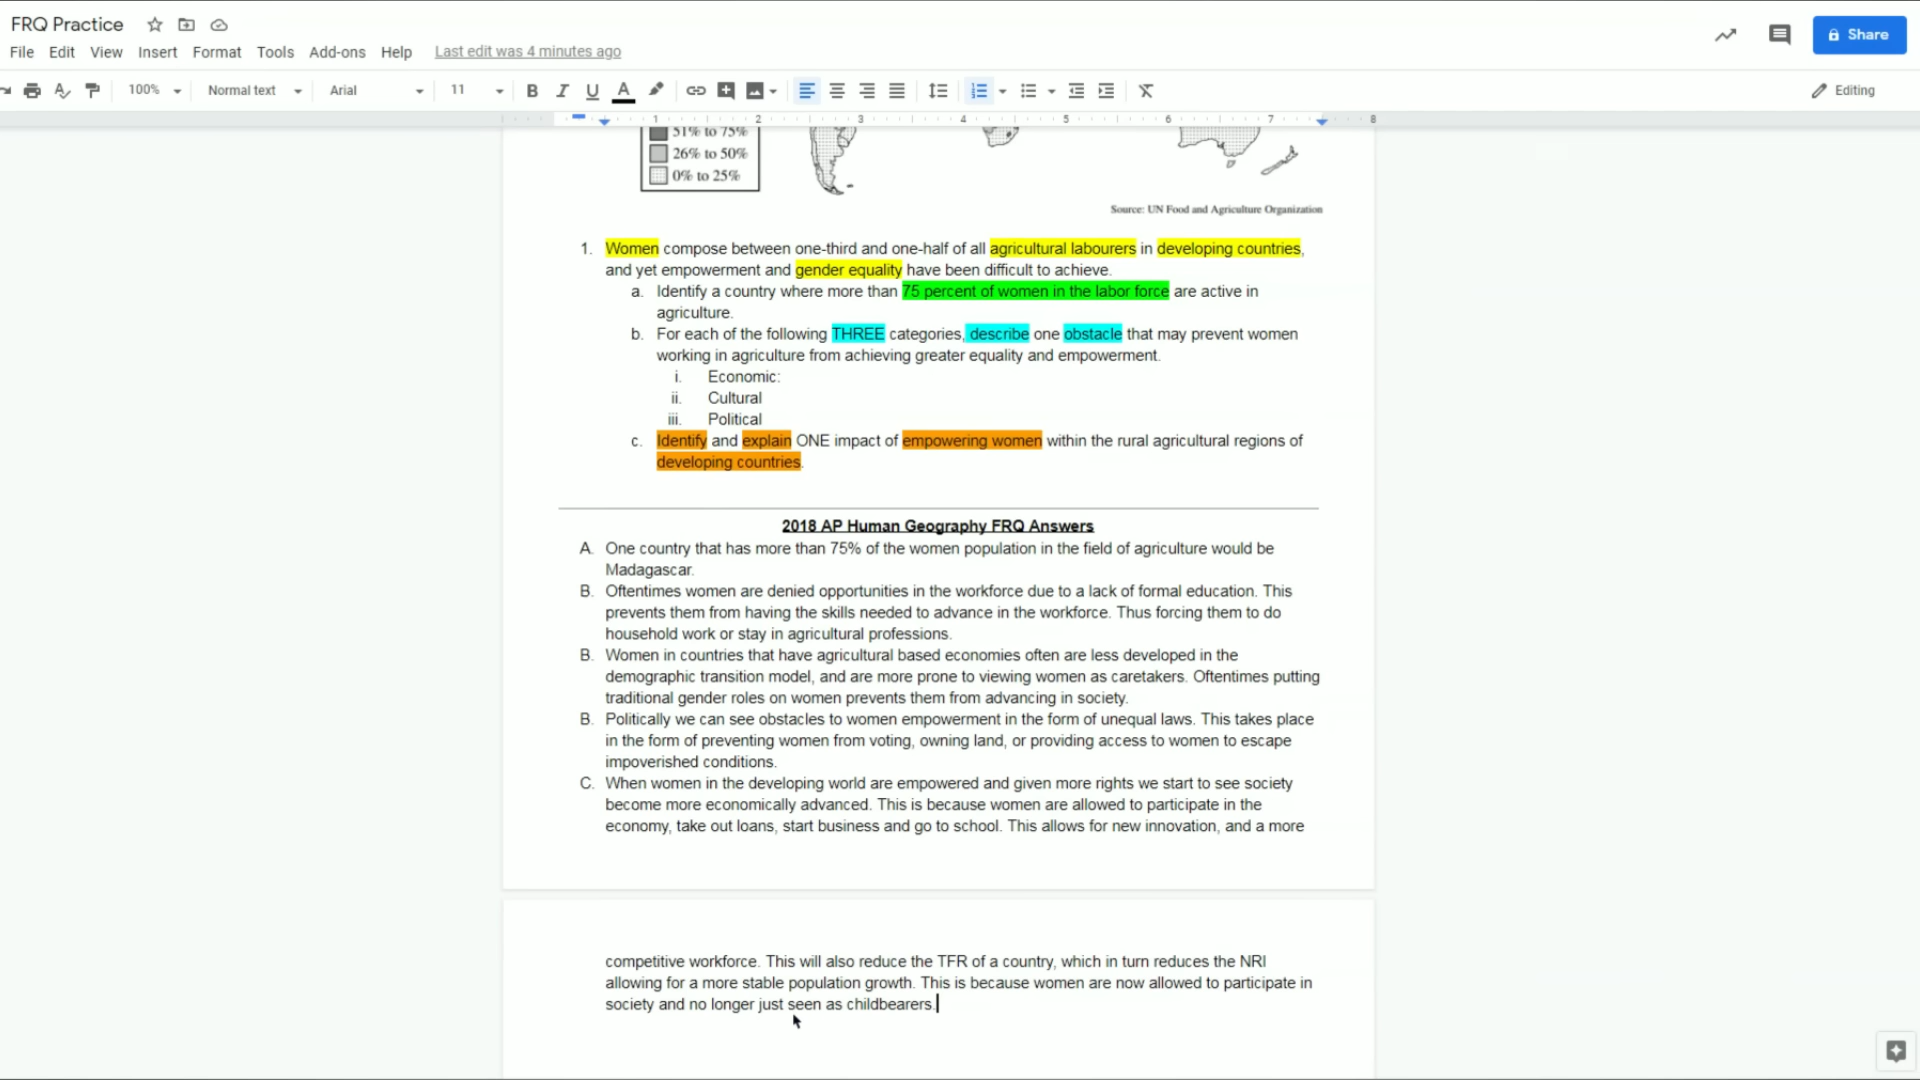 FRQ Practice
File Edit View Insert Format Tools Add-ons Help Last edit was 4 minutes ago
Share
100% Normal text Arial 11 B I U A Editing
1 2 3 4 5 6 7 8
51% to 75%
26% to 50%
0% to 25%
Source: UN Food and Agriculture Organization
1. Women compose between one-third and one-half of all agricultural labourers in developing countries,
and yet empowerment and gender equality have been difficult to achieve.
a. Identify a country where more than 75 percent of women in the labor force are active in
agriculture.
b. For each of the following THREE categories, describe one obstacle that may prevent women
working in agriculture from achieving greater equality and empowerment.
i. Economic:
ii. Cultural
iii. Political
c. Identify and explain ONE impact of empowering women within the rural agricultural regions of
developing countries.
2018 AP Human Geography FRQ Answers
A. One country that has more than 75% of the women population in the field of agriculture would be
Madagascar.
B. Oftentimes women are denied opportunities in the workforce due to a lack of formal education. This
prevents them from having the skills needed to advance in the workforce. Thus forcing them to do
household work or stay in agricultural professions.
B. Women in countries that have agricultural based economies often are less developed in the
demographic transition model, and are more prone to viewing women as caretakers. Oftentimes putting
traditional gender roles on women prevents them from advancing in society.
B. Politically we can see obstacles to women empowerment in the form of unequal laws. This takes place
in the form of preventing women from voting, owning land, or providing access to women to escape
impoverished conditions.
C. When women in the developing world are empowered and given more rights we start to see society
become more economically advanced. This is because women are allowed to participate in the
economy, take out loans, start business and go to school. This allows for new innovation, and a more
competitive workforce. This will also reduce the TFR of a country, which in turn reduces the NRI
allowing for a more stable population growth. This is because women are now allowed to participate in
society and no longer just seen as childbearers.